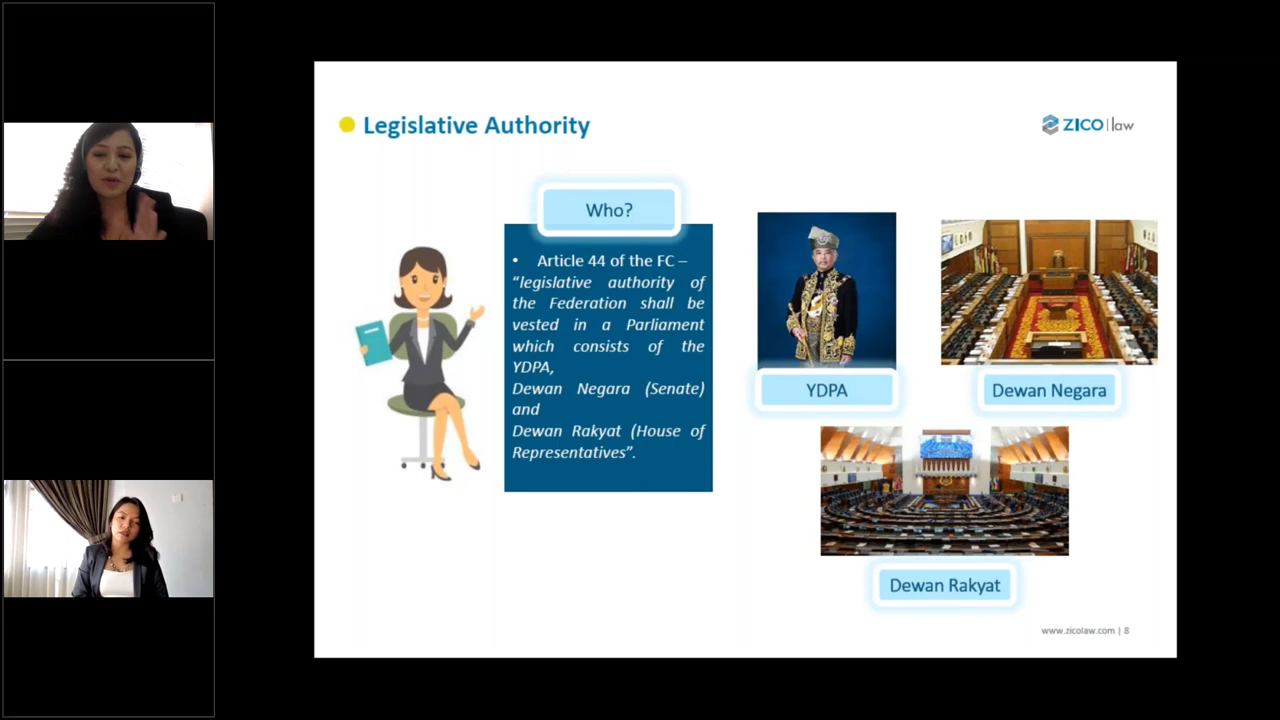 Legislative Authority
ZICO law
Who?
• Article 44 of the FC –
“legislative authority of
the Federation shall be
vested in a Parliament
which consists of the
YDPA,
Dewan Negara (Senate)
and
Dewan Rakyat (House of
Representatives”.
YDPA
Dewan Negara
Dewan Rakyat
www.zicolaw.com | 8